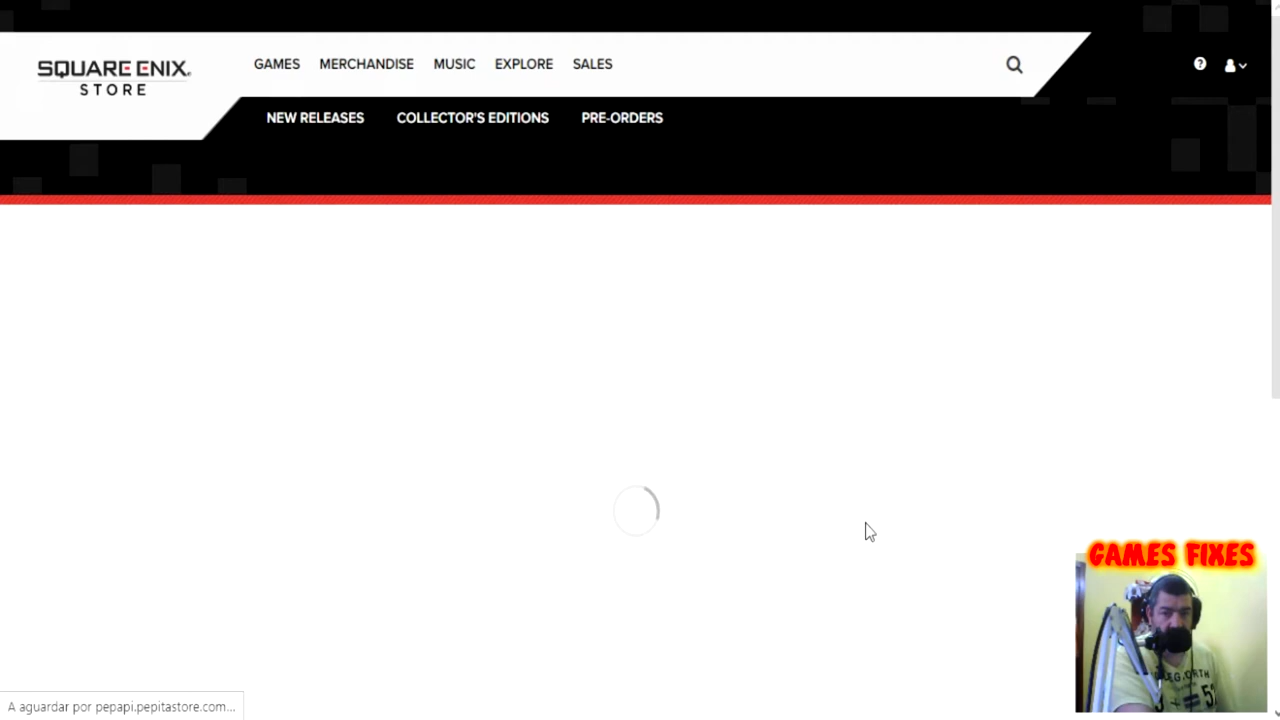 SQUARE ENIX
STORE
GAMES MERCHANDISE MUSIC EXPLORE SALES
NEW RELEASES COLLECTOR'S EDITIONS PRE-ORDERS
GAMES FIXES
A aguardar por pepapi.pepitastore.com...